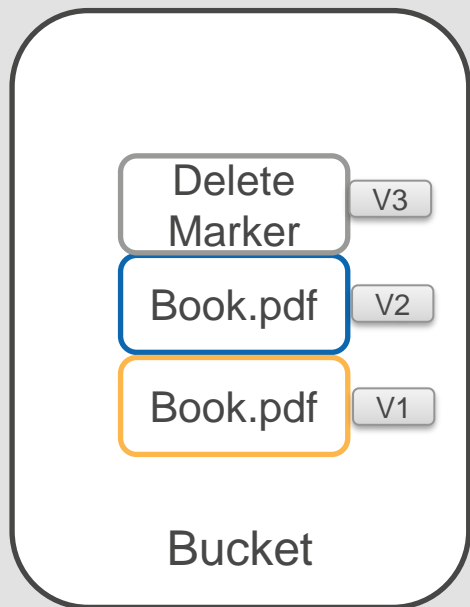 Delete
Marker
V3
Book.pdf
V2
Book.pdf
V1
Bucket